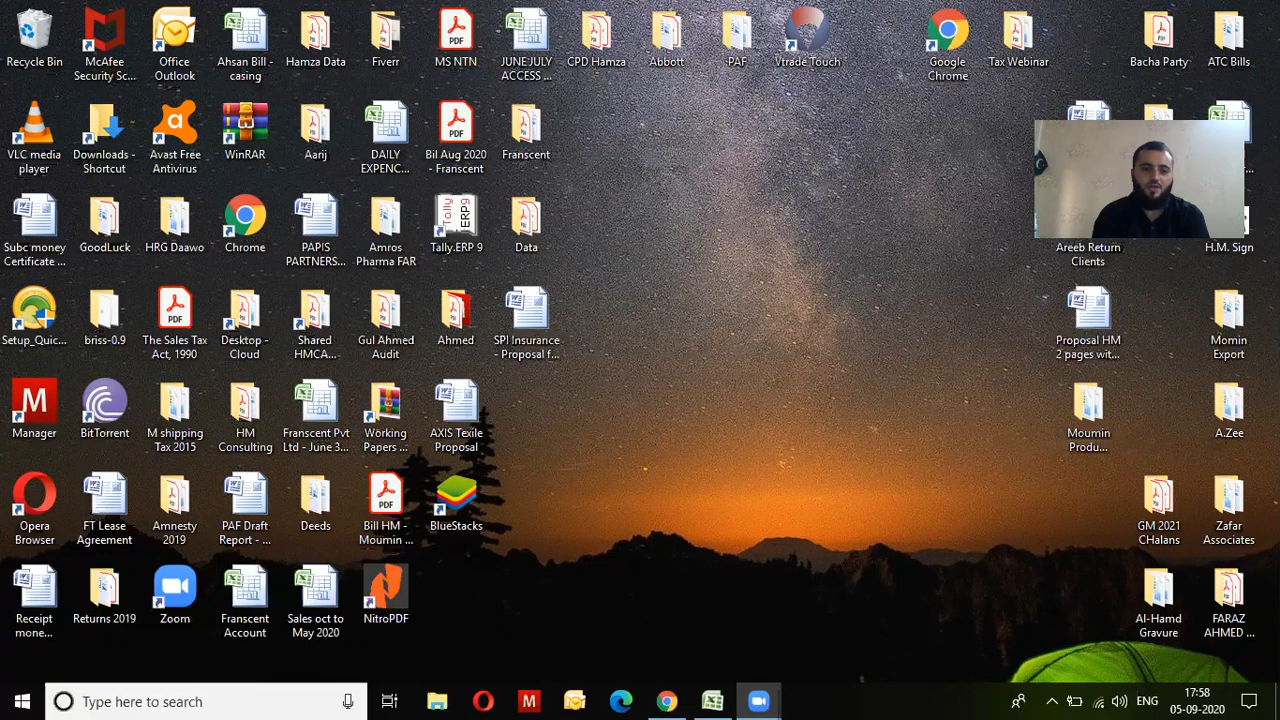 Recycle Bin
McAfee Security Sc...
Office Outlook
Ahsan Bill - casing
Hamza Data
Fiverr
MS NTN
JUNE JULY ACCESS ...
CPD Hamza
Abbott
PAF
Vtrade Touch
Google Chrome
Tax Webinar
Bacha Party
ATC Bills
VLC media player
Downloads - Shortcut
Avast Free Antivirus
WinRAR
Aarij
DAILY EXPENC...
Bil Aug 2020 - Franscent
Franscent
Subc money Certificate ...
GoodLuck
HRG Daawo
Chrome
PAPIS PARTNERS...
Amros Pharma FAR
Tally.ERP 9
Data
Areeb Return Clients
H.M. Sign
Setup_Quic...
briss-0.9
The Sales Tax Act, 1990
Desktop - Cloud
Shared HMCA...
Gul Ahmed Audit
Ahmed
SPI Insurance - Proposal f...
Proposal HM 2 pages wit...
Momin Export
Manager
BitTorrent
M shipping Tax 2015
HM Consulting
Franscent Pvt Ltd - June 3...
Working Papers ...
AXIS Texile Proposal
Moumin Produ...
A.Zee
Opera Browser
FT Lease Agreement
Amnesty 2019
PAF Draft Report - ...
Deeds
Bill HM - Moumin ...
BlueStacks
GM 2021 CHalans
Zafar Associates
Receipt mone...
Returns 2019
Zoom
Franscent Account
Sales oct to May 2020
NitroPDF
Al-Hamd Gravure
FARAZ AHMED ...
Type here to search
ENG
17:58
05-09-2020